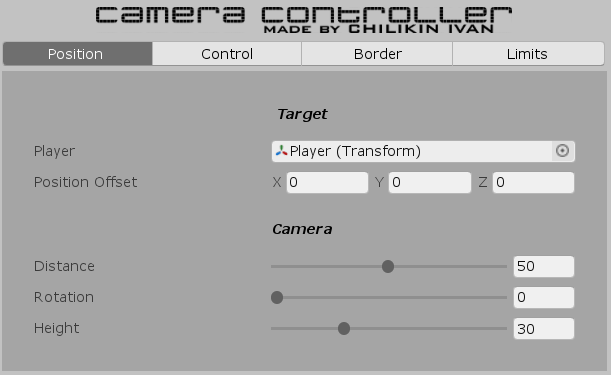 camera controller
MADE BY CHILIKIN IVAN
Position Control Border Limits
Target
Player Player (Transform)
Position Offset X 0 Y 0 Z 0
Camera
Distance 50
Rotation 0
Height 30